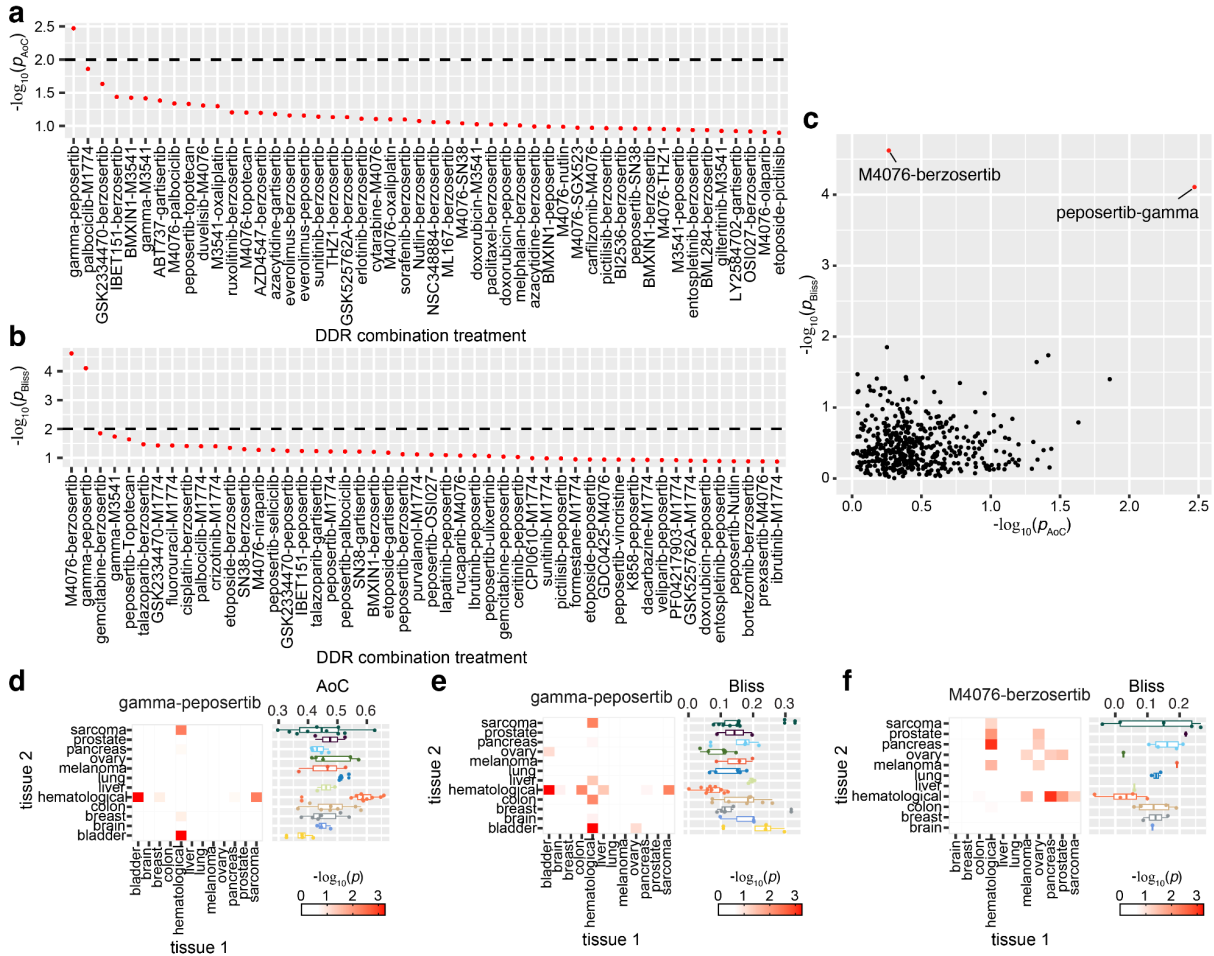 a
-log10(pAoC)
2.5
2.0
1.5
1.0
gamma-peposertib
palbociclib-M1774
GSK2334470-berzosertib
IBET151-berzosertib
BMXIN1-M3541
gamma-M3541
ABT737-gartisertib
M4076-palbociclib
peposertib-topotecan
duvelisib-M4076
M3541-oxaliplatin
ruxolitinib-berzosertib
M4076-topotecan
AZD4547-berzosertib
azacytidine-gartisertib
everolimus-berzosertib
everolimus-peposertib
sunitinib-berzosertib
THZ1-berzosertib
GSK525762A-berzosertib
erlotinib-berzosertib
cytarabine-M4076
M4076-oxaliplatin
sorafenib-berzosertib
Nutlin-berzosertib
NSC348884-berzosertib
ML167-berzosertib
M4076-SN38
doxorubicin-M3541
paclitaxel-berzosertib
doxorubicin-peposertib
melphalan-berzosertib
azacytidine-berzosertib
BMXIN1-peposertib
M4076-nutlin
M4076-SGX523
carfilzomib-M4076
pictilisib-berzosertib
BI2536-berzosertib
peposertib-SN38
BMXIN1-berzosertib
M4076-THZ1
M3541-peposertib
entospletinib-berzosertib
BML284-berzosertib
gilteritinib-M3541
LY2584702-gartisertib
OSI027-berzosertib
M4076-olaparib
etoposide-pictilisib
DDR combination treatment
b
-log10(pBliss)
4
3
2
1
M4076-berzosertib
gamma-peposertib
gemcitabine-berzosertib
gamma-M3541
peposertib-Topotecan
talazoparib-berzosertib
GSK2334470-M1774
fluorouracil-M1774
cisplatin-berzosertib
palbociclib-M1774
crizotinib-M1774
etoposide-berzosertib
SN38-berzosertib
M4076-niraparib
peposertib-seliciclib
GSK2334470-peposertib
IBET151-peposertib
talazoparib-gartisertib
peposertib-M1774
peposertib-palbociclib
SN38-gartisertib
BMXIN1-berzosertib
etoposide-gartisertib
peposertib-berzosertib
purvalanol-M1774
peposertib-OSI027
lapatinib-peposertib
rucaparib-M4076
Ibrutinib-peposertib
peposertib-ulixertinib
gemcitabine-peposertib
ceritinib-peposertib
CPI0610-M1774
sunitinib-M1774
pictilisib-peposertib
formestane-M1774
etoposide-peposertib
GDC0425-M4076
peposertib-vincristine
K858-peposertib
dacarbazine-M1774
veliparib-peposertib
PF04217903-M1774
GSK525762A-M1774
doxorubicin-peposertib
entospletinib-peposertib
peposertib-Nutlin
bortezomib-berzosertib
prexasertib-M4076
ibrutinib-M1774
DDR combination treatment
c
-log10(pBliss)
4
3
2
1
0
M4076-berzosertib
peposertib-gamma
0.0
0.5
1.0
1.5
2.0
2.5
-log10(pAoC)
d
gamma-peposertib
AoC
0.3 0.4 0.5 0.6
tissue 2
sarcoma
prostate
pancreas
ovary
melanoma
lung
liver
hematological
colon
breast
brain
bladder
bladder
brain
breast
colon
hematological
liver
lung
melanoma
ovary
pancreas
prostate
sarcoma
tissue 1
-log10(p)
0 1 2 3
e
gamma-peposertib
Bliss
0.0 0.1 0.2 0.3
tissue 2
sarcoma
prostate
pancreas
ovary
melanoma
lung
liver
hematological
colon
breast
brain
bladder
bladder
brain
breast
colon
hematological
liver
lung
melanoma
ovary
pancreas
prostate
sarcoma
tissue 1
-log10(p)
0 1 2 3
f
M4076-berzosertib
Bliss
0.0 0.1 0.2
tissue 2
sarcoma
prostate
pancreas
ovary
melanoma
lung
liver
hematological
colon
breast
brain
brain
breast
colon
hematological
liver
lung
melanoma
ovary
pancreas
prostate
sarcoma
tissue 1
-log10(p)
0 1 2 3